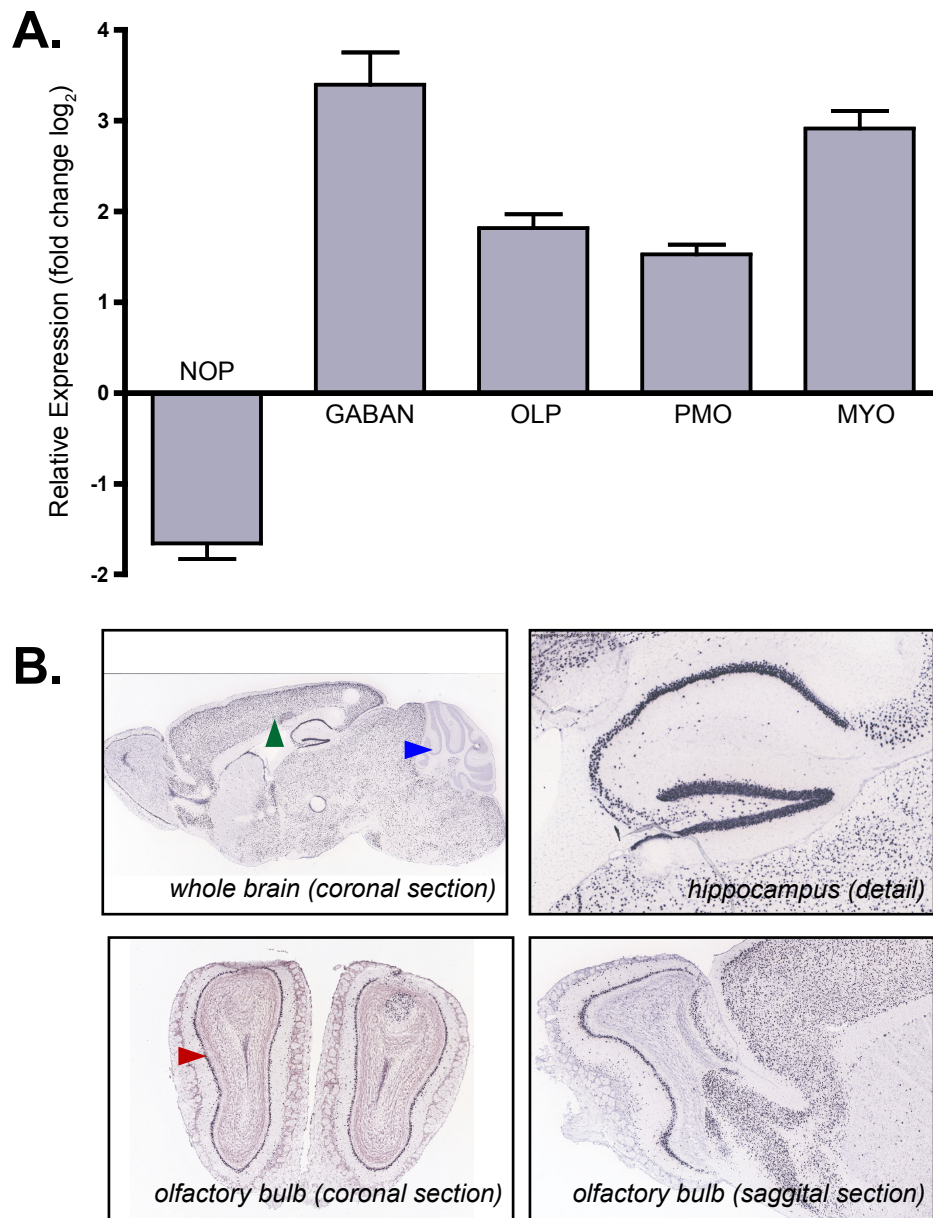 A.
Relative Expression (fold change log2)
4
3
2
1
0
-1
-2
NOP
GABAN
OLP
PMO
MYO
B.
whole brain (coronal section)
hippocampus (detail)
olfactory bulb (coronal section)
olfactory bulb (saggital section)